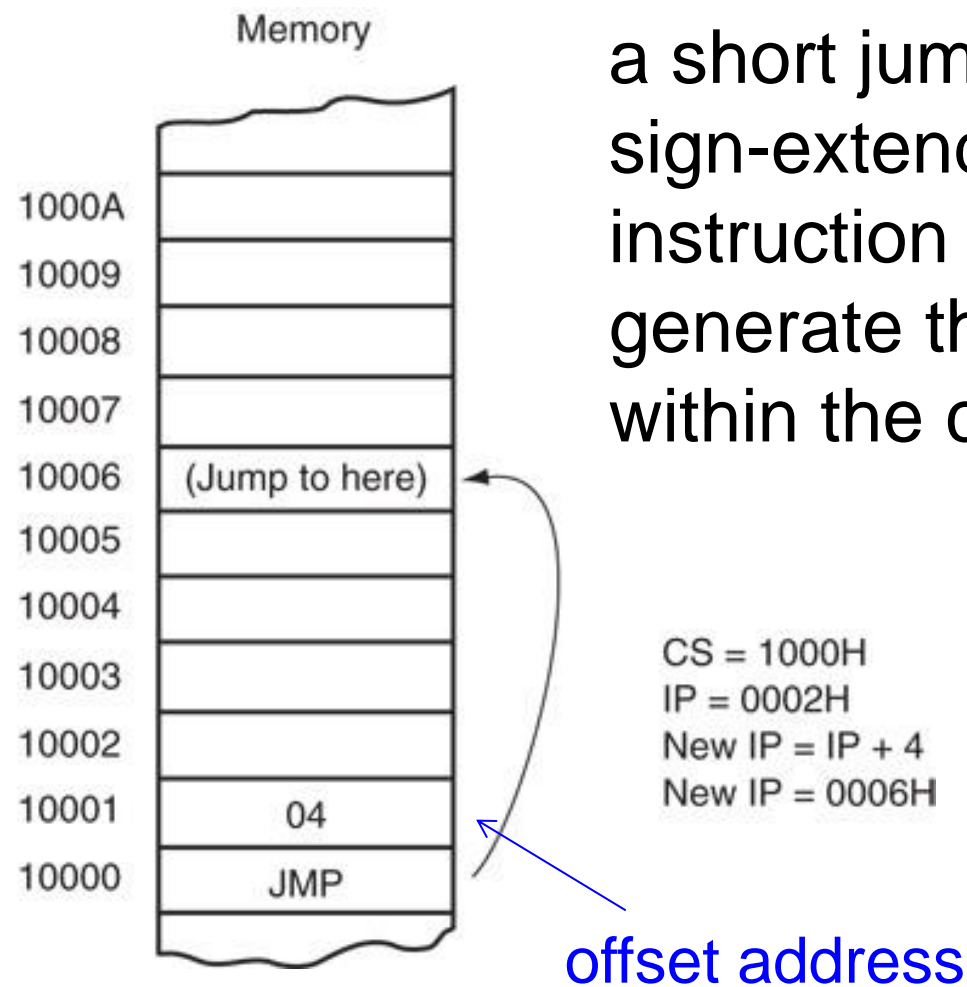 Memory
a short jum
sign-extend
instruction
generate th
within the c
1000A
10009
10008
10007
10006 (Jump to here)
10005
10004
10003
10002
10001 04
10000 JMP
CS = 1000H
IP = 0002H
New IP = IP + 4
New IP = 0006H
offset address